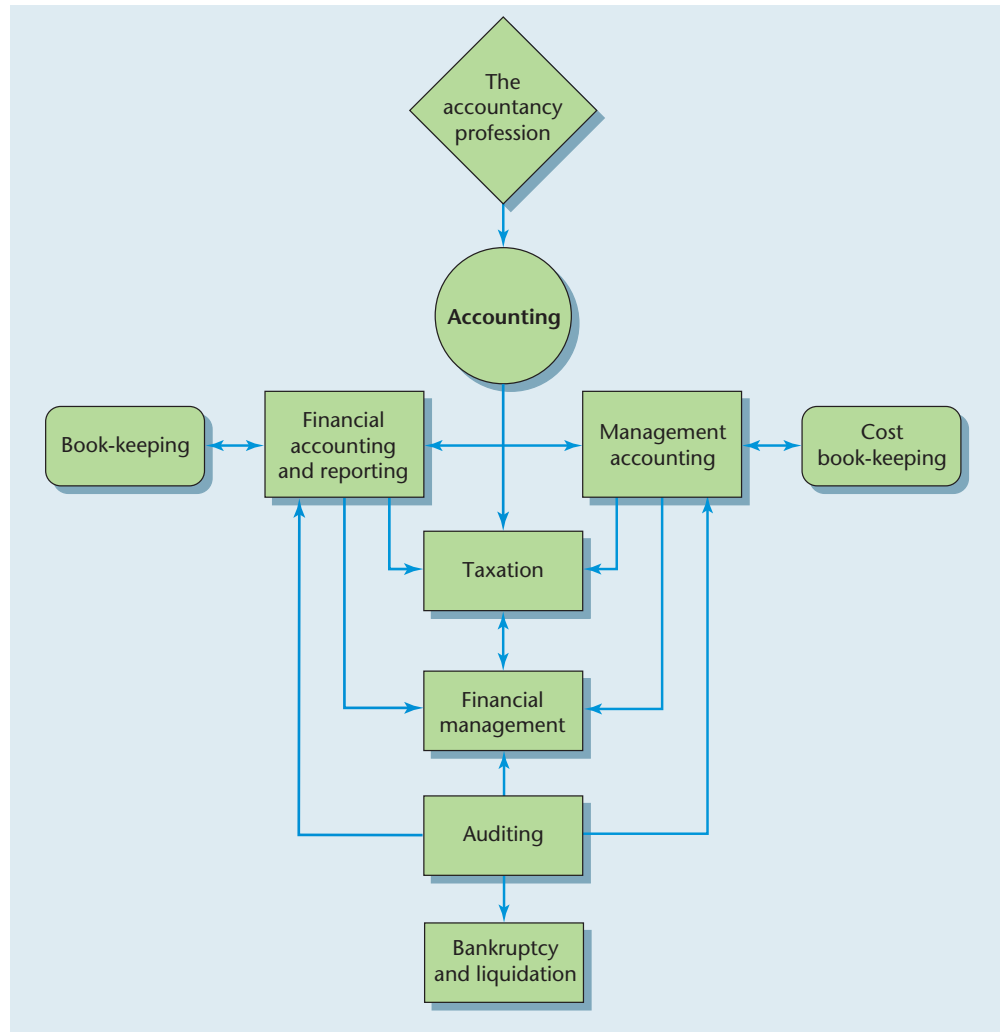 The
accountancy
profession
Accounting
Book-keeping
Financial
accounting
and reporting
Management
accounting
Cost
book-keeping
Taxation
Financial
management
Auditing
Bankruptcy
and liquidation